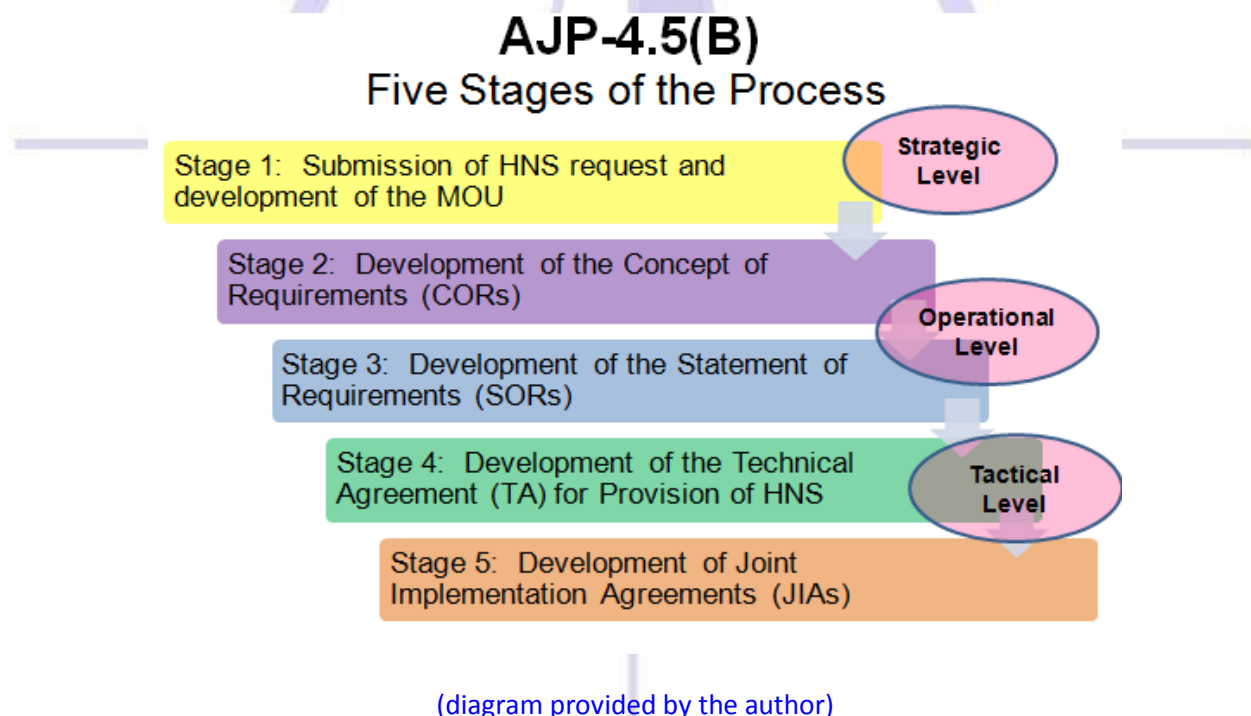 AJP-4.5(B)
Five Stages of the Process
Strategic
Level
Stage 1: Submission of HNS request and
development of the MOU
Stage 2: Development of the Concept of
Requirements (CORs)
Operational
Level
Stage 3: Development of the Statement of
Requirements (SORs)
Stage 4: Development of the Technical
Agreement (TA) for Provision of HNS
Tactical
Level
Stage 5: Development of Joint
Implementation Agreements (JIAs)
(diagram provided by the author)